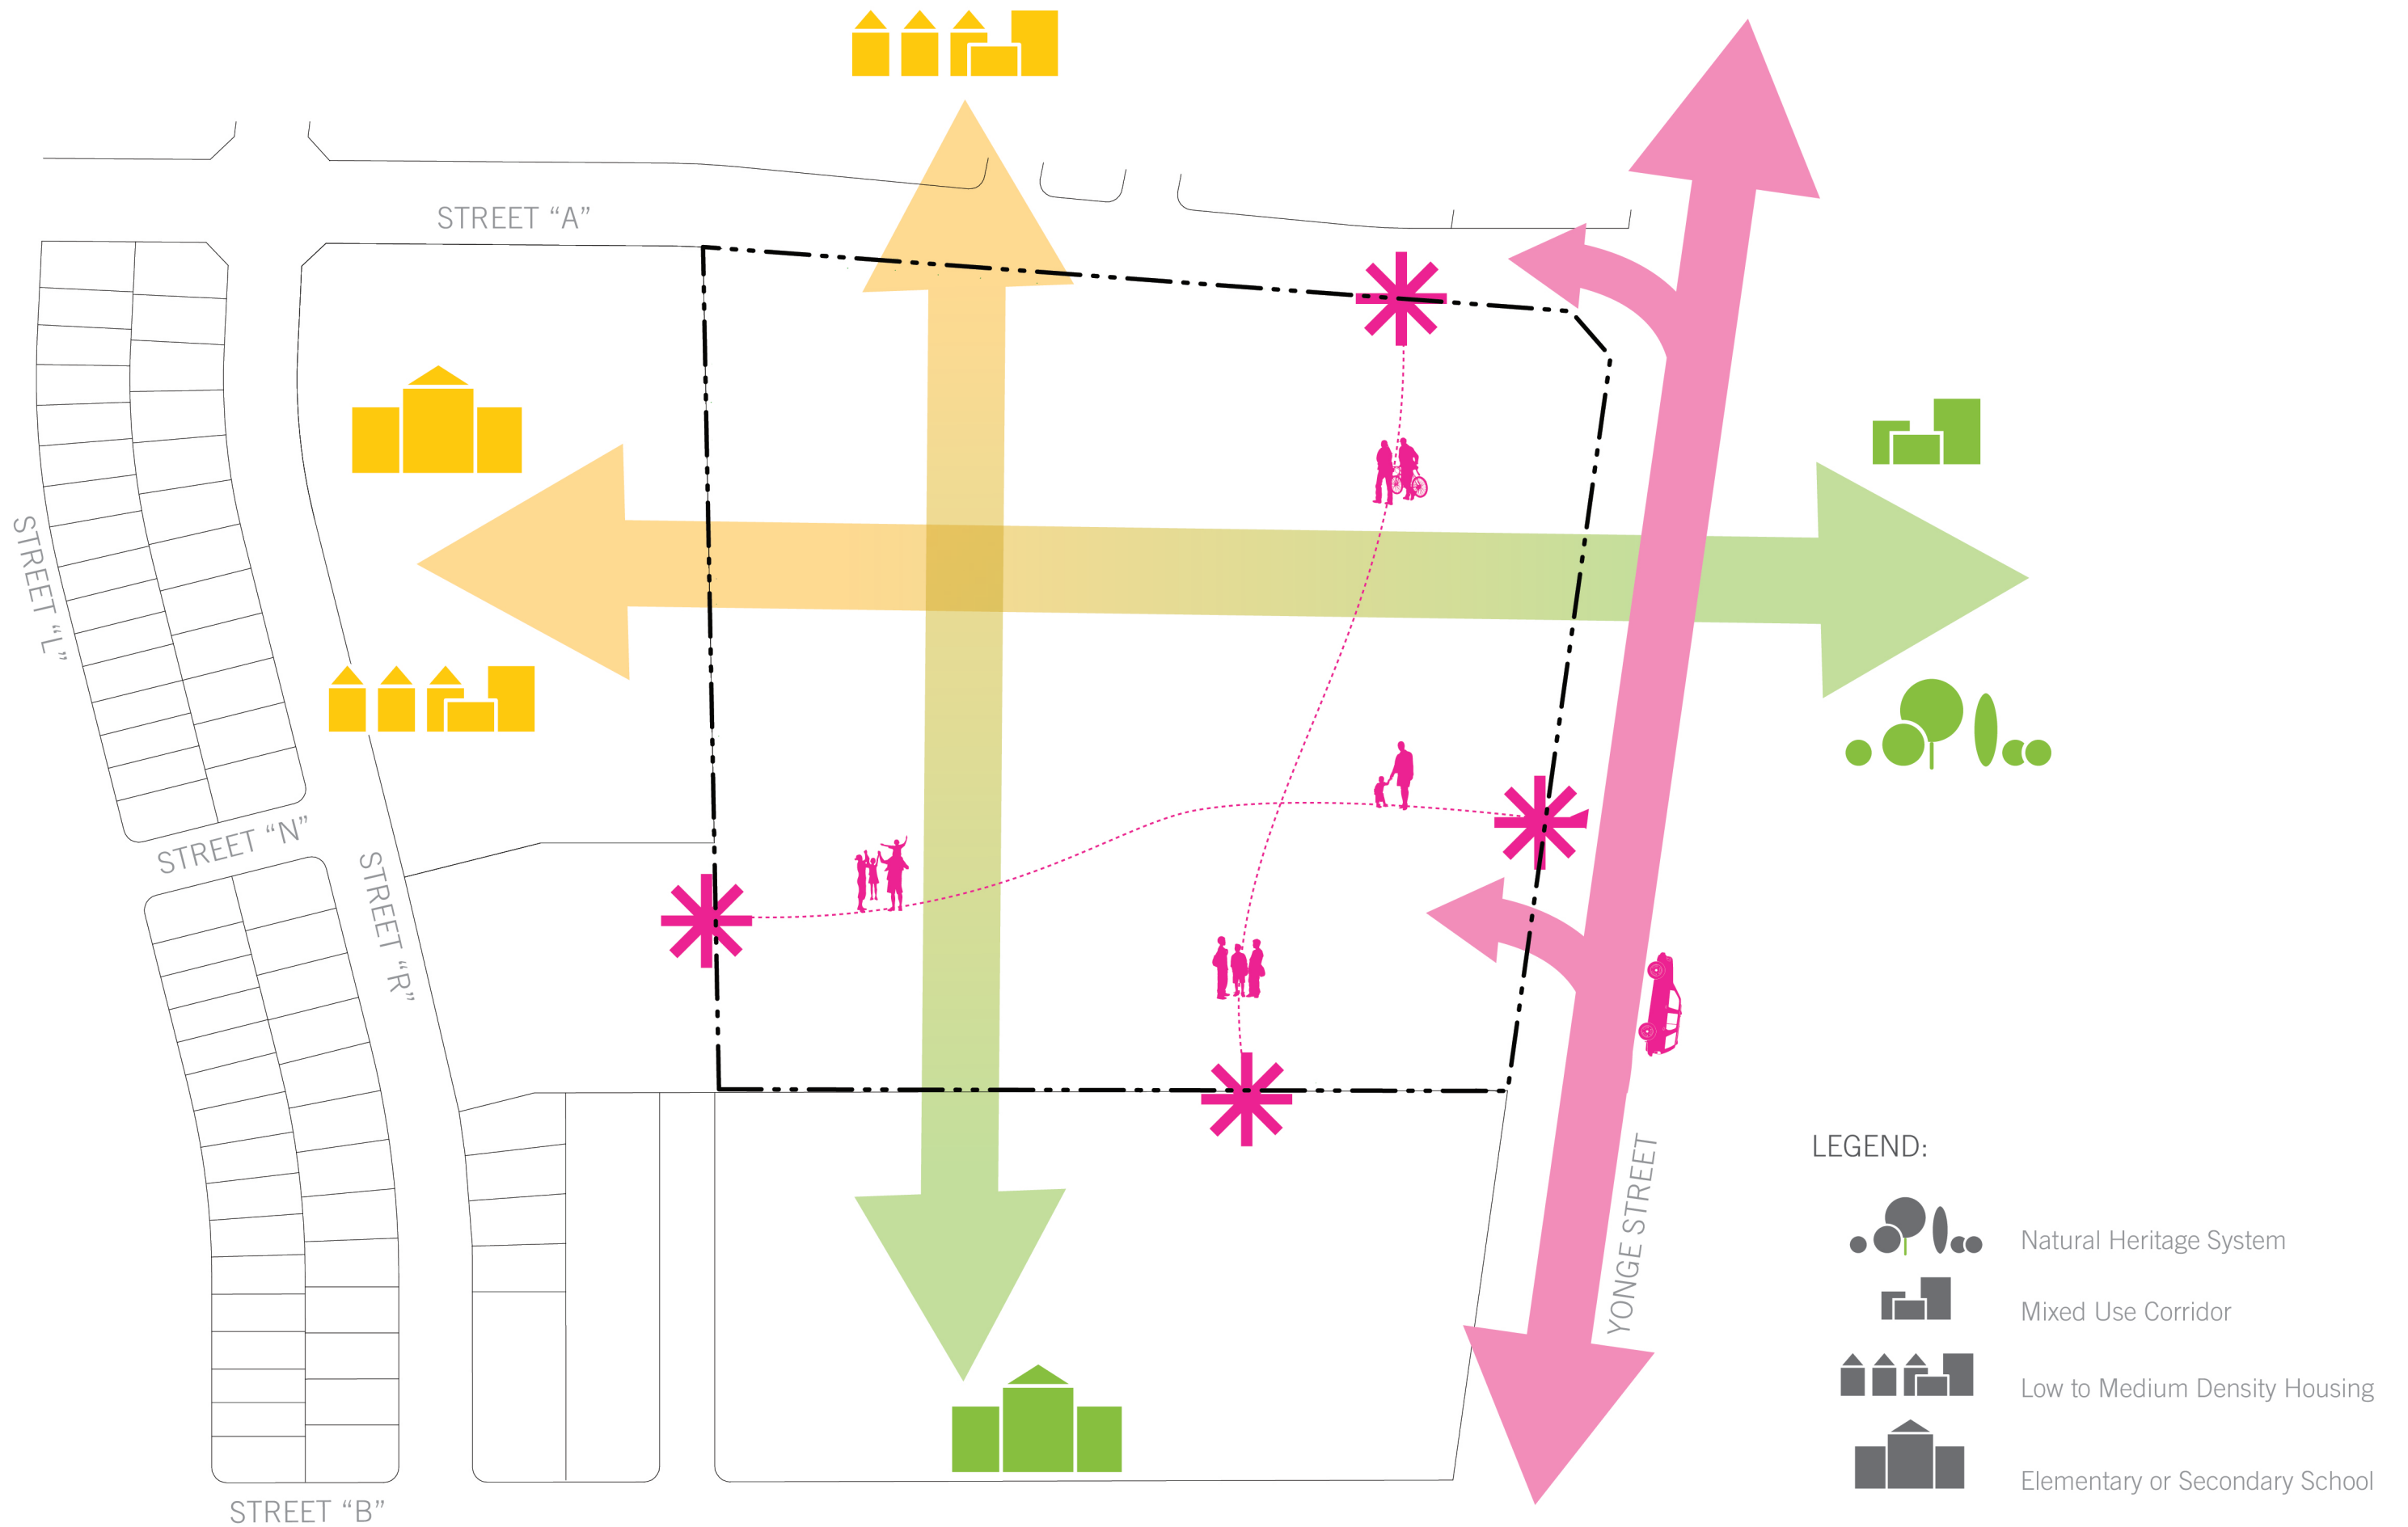 STREET “A”
STREET “L”
STREET “N”
STREET “R”
YONGE STREET
STREET “B”
LEGEND:
Natural Heritage System
Mixed Use Corridor
Low to Medium Density Housing
Elementary or Secondary School